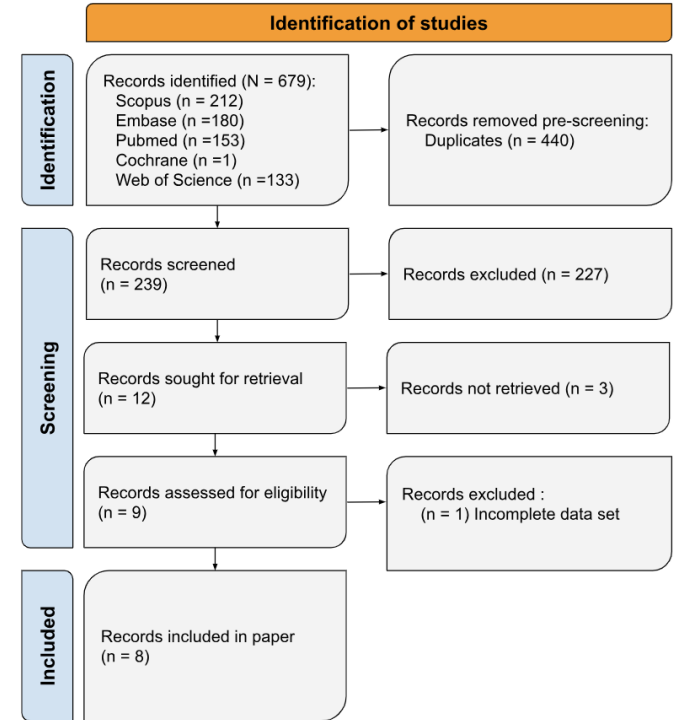 Identification of studies
Identification
Records identified (N = 679):
Scopus (n = 212)
Embase (n =180)
Pubmed (n =153)
Cochrane (n =1)
Web of Science (n =133)
Records removed pre-screening:
Duplicates (n = 440)
Screening
Records screened
(n = 239)
Records excluded (n = 227)
Records sought for retrieval
(n = 12)
Records not retrieved (n = 3)
Records assessed for eligibility
(n = 9)
Records excluded :
(n = 1) Incomplete data set
Included
Records included in paper
(n = 8)